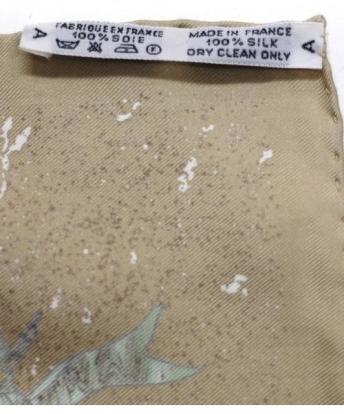 A
FABRIQUE EN FRANCE
100% SOIE
F
MADE IN FRANCE
100% SILK
DRY CLEAN ONLY
A